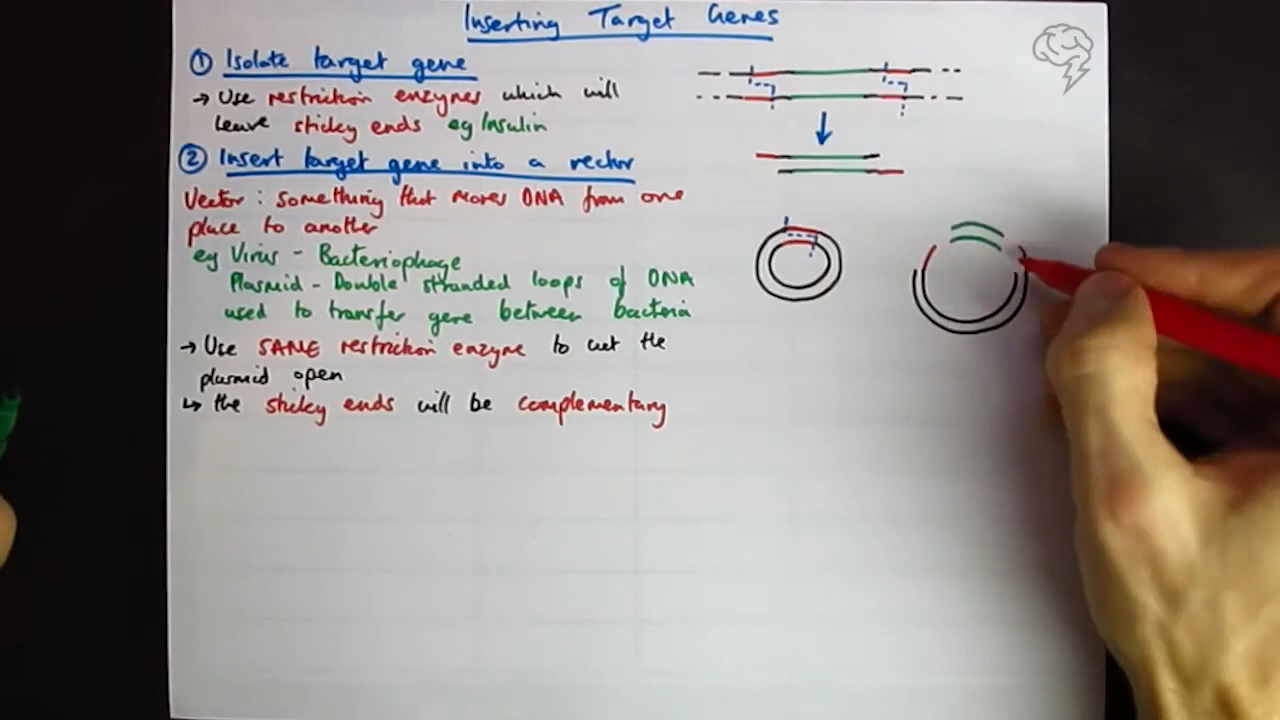 Inserting Target Genes
① Isolate target gene
→ Use restriction enzymes which will
leave sticky ends eg Insulin
② Insert target gene into a vector
Vector : Something that moves DNA from one
place to another
eg Virus - Bacteriophage
Plasmid - Double stranded loops of DNA
used to transfer gene between bacteria
→ Use SAME restriction enzyme to cut the
plasmid open
↳ the sticky ends will be complementary